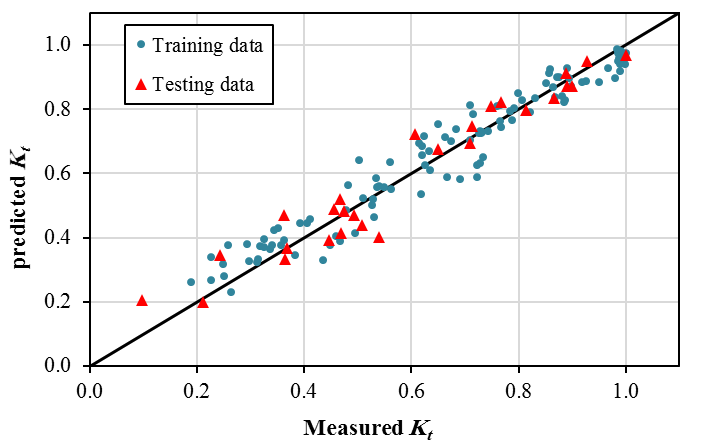 Training data
Testing data
predicted Kt
1.0
0.8
0.6
0.4
0.2
0.0
0.0 0.2 0.4 0.6 0.8 1.0
Measured Kt